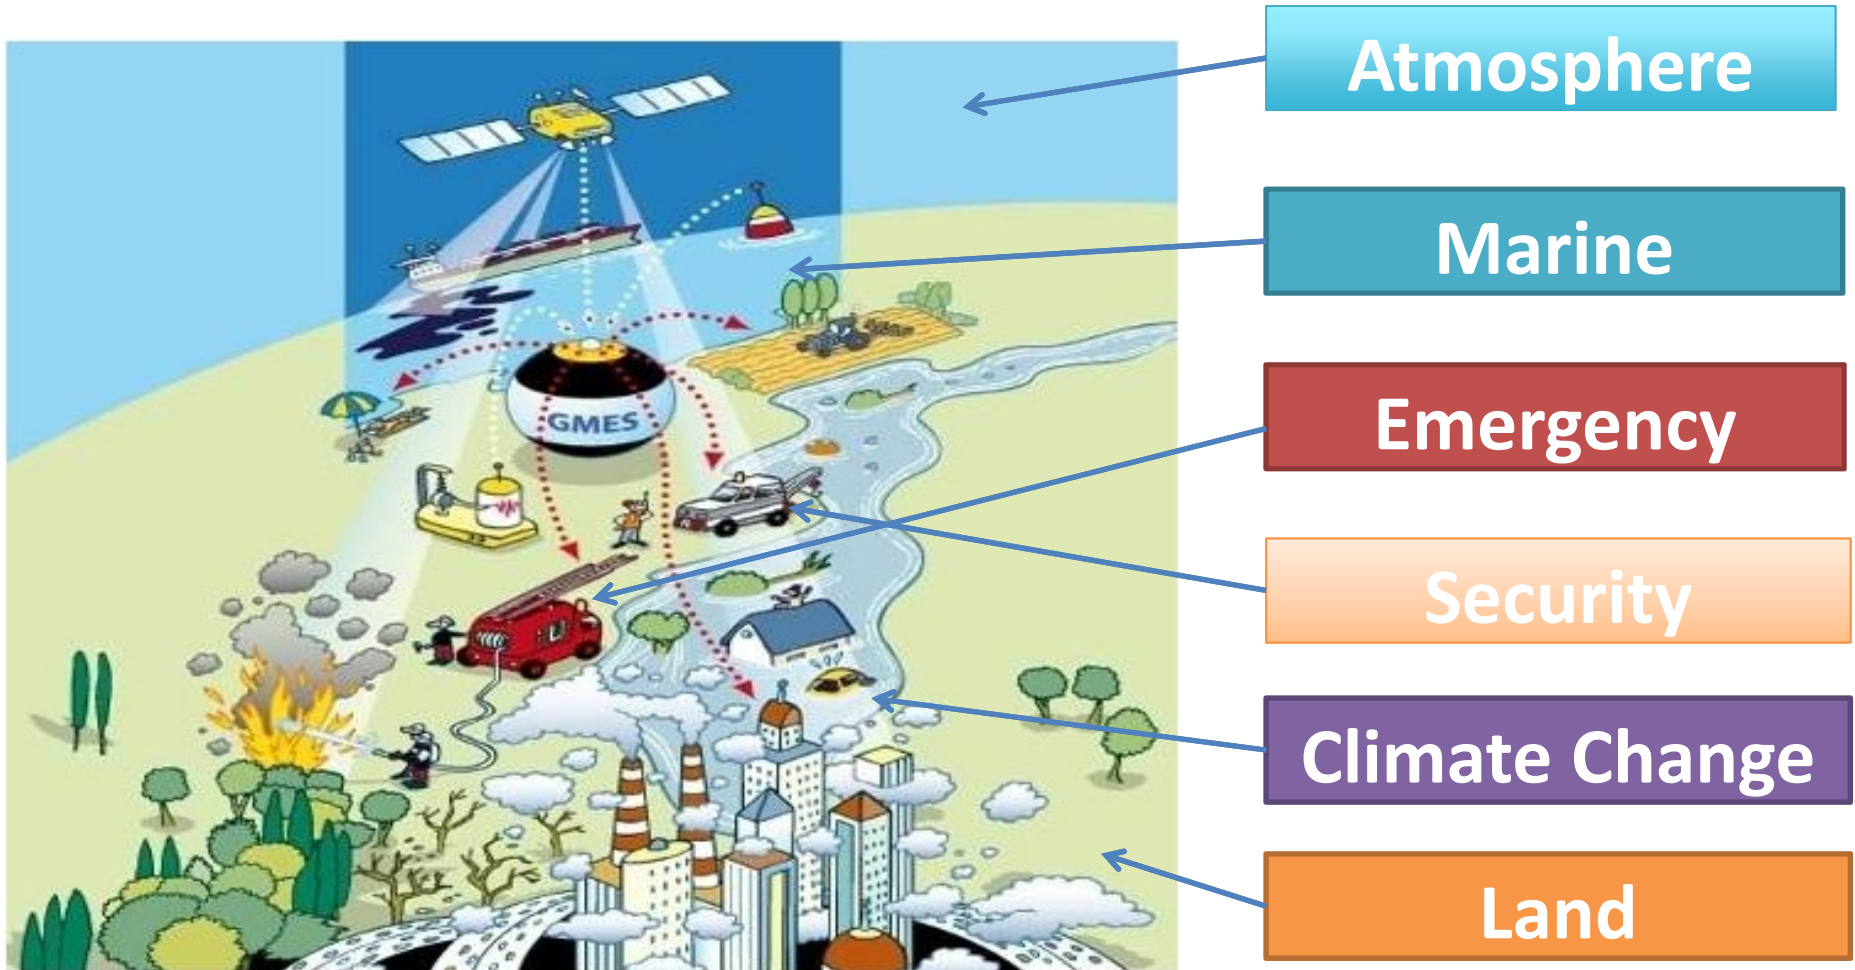 Atmosphere
Marine
Emergency
GMES
Security
Climate Change
Land